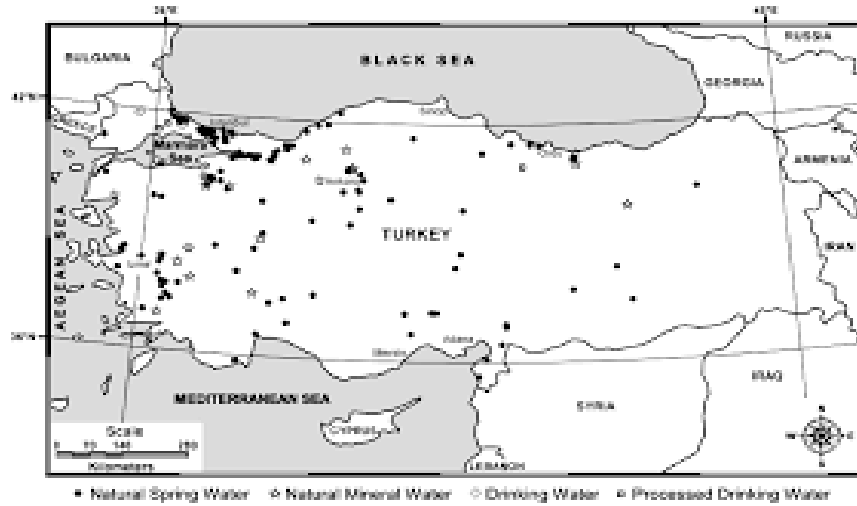 BULGARIA
BLACK SEA
RUSSIA
GEORGIA
Marmara Sea
ARMENIA
AEGEAN SEA
TURKEY
IRAN
MEDITERRANEAN SEA
SYRIA
IRAQ
CYPRUS
LEBANON
Scale
Kilometers
N
W
E
S
Natural Spring Water
Natural Mineral Water
Drinking Water
Processed Drinking Water